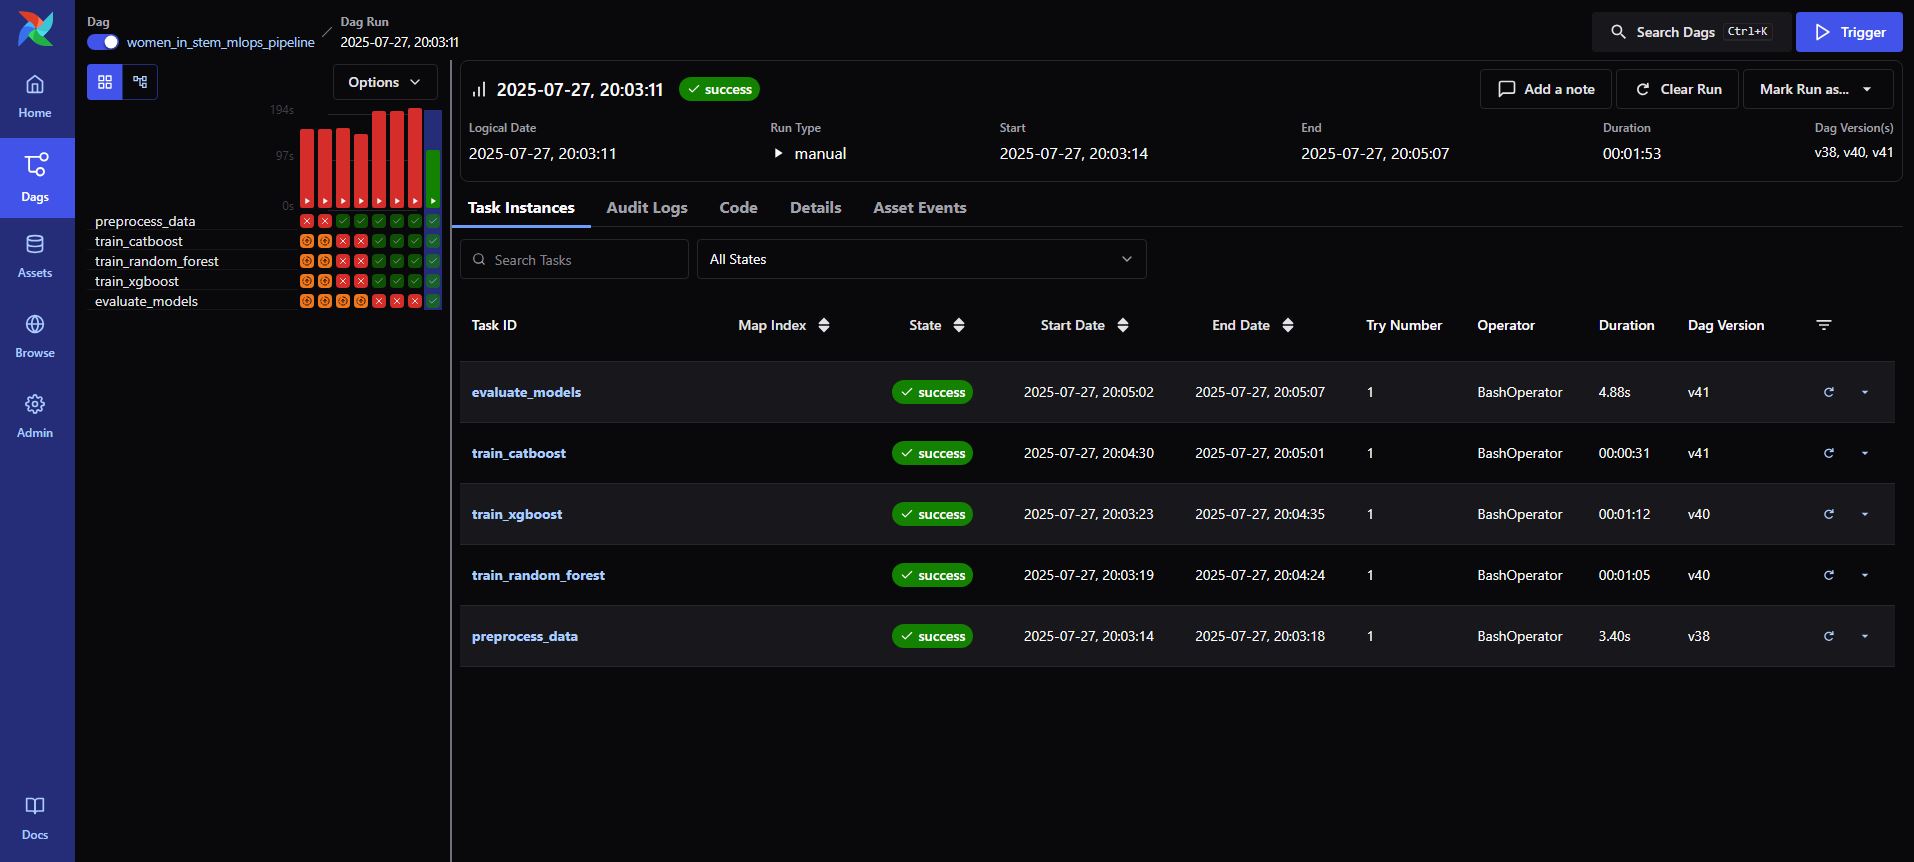 Dag
women_in_stem_mlops_pipeline
Dag Run
2025-07-27, 20:03:11
Search Dags Ctrl+K
Trigger
Home
Dags
Assets
Browse
Admin
Docs
Options
194s
97s
0s
preprocess_data
train_catboost
train_random_forest
train_xgboost
evaluate_models
2025-07-27, 20:03:11 success
Add a note
Clear Run
Mark Run as...
Logical Date Run Type Start End Duration Dag Version(s)
2025-07-27, 20:03:11 manual 2025-07-27, 20:03:14 2025-07-27, 20:05:07 00:01:53 v38, v40, v41
Task Instances Audit Logs Code Details Asset Events
Search Tasks
All States
Task ID Map Index State Start Date End Date Try Number Operator Duration Dag Version
evaluate_models success 2025-07-27, 20:05:02 2025-07-27, 20:05:07 1 BashOperator 4.88s v41
train_catboost success 2025-07-27, 20:04:30 2025-07-27, 20:05:01 1 BashOperator 00:00:31 v41
train_xgboost success 2025-07-27, 20:03:23 2025-07-27, 20:04:35 1 BashOperator 00:01:12 v40
train_random_forest success 2025-07-27, 20:03:19 2025-07-27, 20:04:24 1 BashOperator 00:01:05 v40
preprocess_data success 2025-07-27, 20:03:14 2025-07-27, 20:03:18 1 BashOperator 3.40s v38